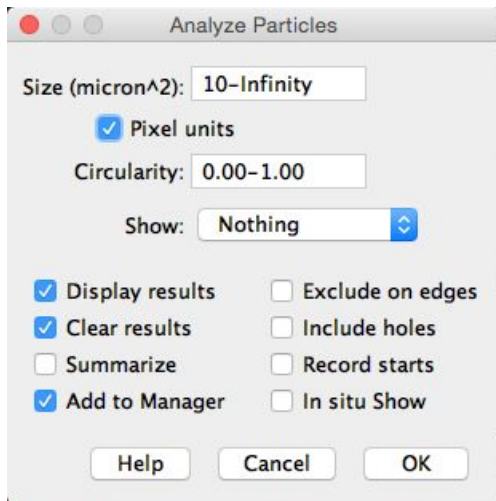 Analyze Particles
Size (micron^2): 10-Infinity
Pixel units
Circularity: 0.00-1.00
Show: Nothing
Display results Exclude on edges
Clear results Include holes
Summarize Record starts
Add to Manager In situ Show
Help Cancel OK